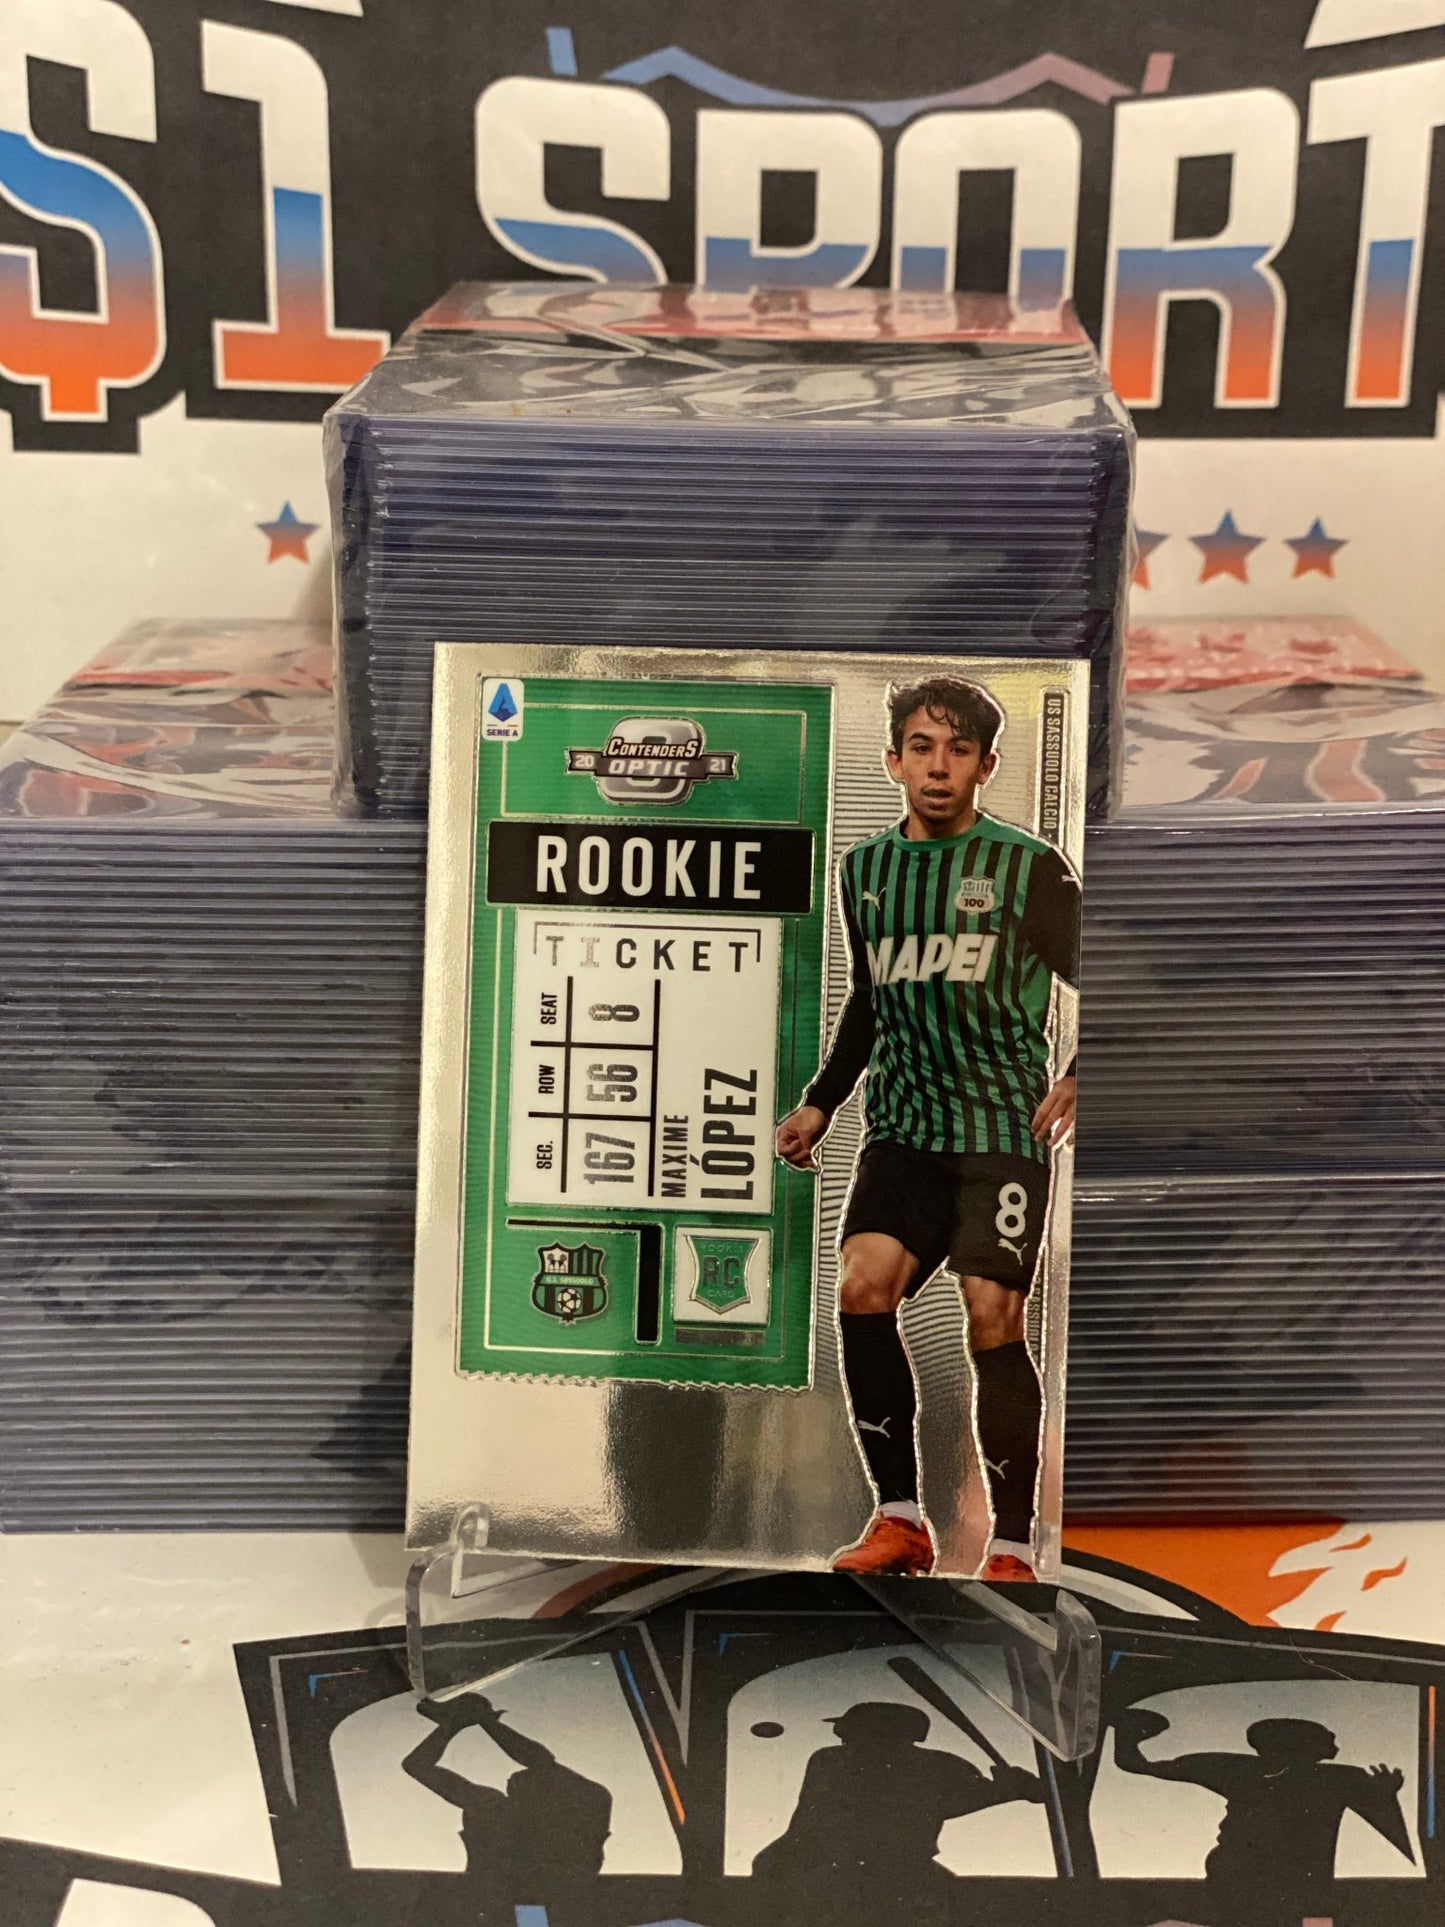 $1 SPORT
SERIE A
CONTENDERS
20 OPTIC 21
ROOKIE
TICKET
SEC. ROW SEAT
167 56 8
MAXIME
LÓPEZ
U.S. SASSUOLO
ROOKIE
RC
CARD
US SASSUOLO CALCIO
100
MAPEI
8